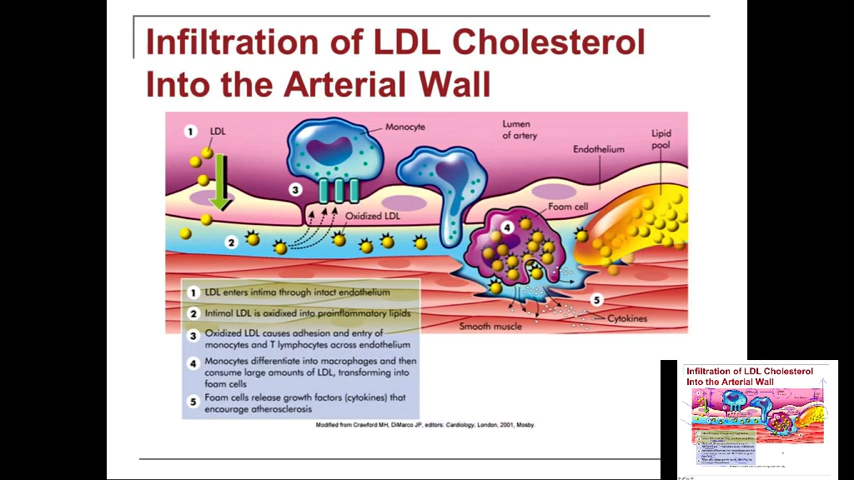 Infiltration of LDL Cholesterol
Into the Arterial Wall
1
LDL
Monocyte
Lumen
of artery
Endothelium
Lipid
pool
3
Oxidized LDL
Foam cell
2
4
5
Cytokines
Smooth muscle
1 LDL enters intima through intact endothelium
2 Intimal LDL is oxidixed into proinflammatory lipids
3 Oxidized LDL causes adhesion and entry of
monocytes and T lymphocytes across endothelium
4 Monocytes differentiate into macrophages and then
consume large amounts of LDL, transforming into
foam cells
5 Foam cells release growth factors (cytokines) that
encourage atherosclerosis
Modified from Crawford MH, DiMarco JP, editors: Cardiology, London, 2001, Mosby.
Infiltration of LDL Cholesterol
Into the Arterial Wall